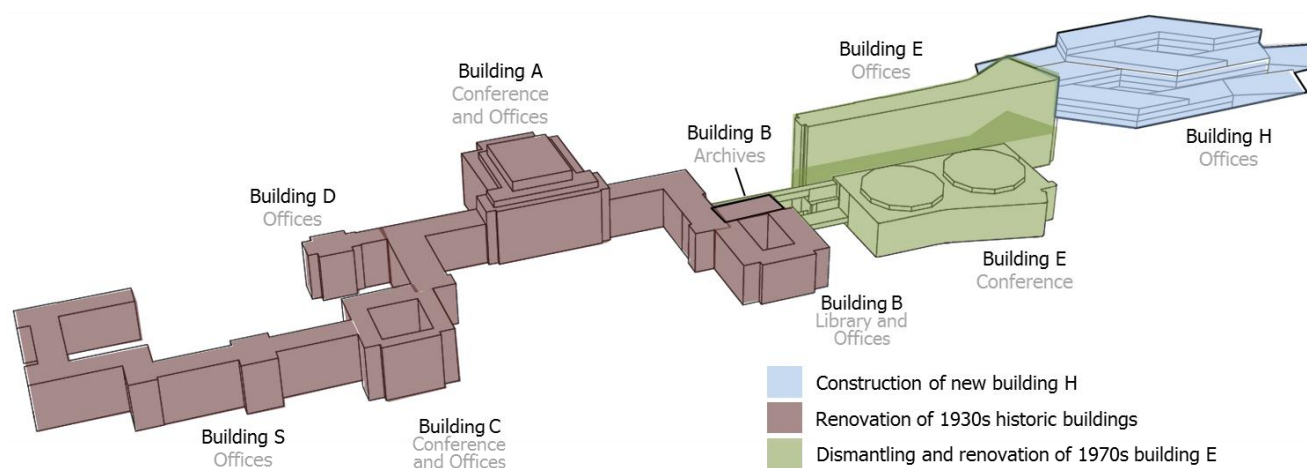 Building E
Offices
Building A
Conference
and Offices
Building B
Archives
Building H
Offices
Building D
Offices
Building E
Conference
Building B
Library and
Offices
Building S
Offices
Building C
Conference
and Offices
Construction of new building H
Renovation of 1930s historic buildings
Dismantling and renovation of 1970s building E